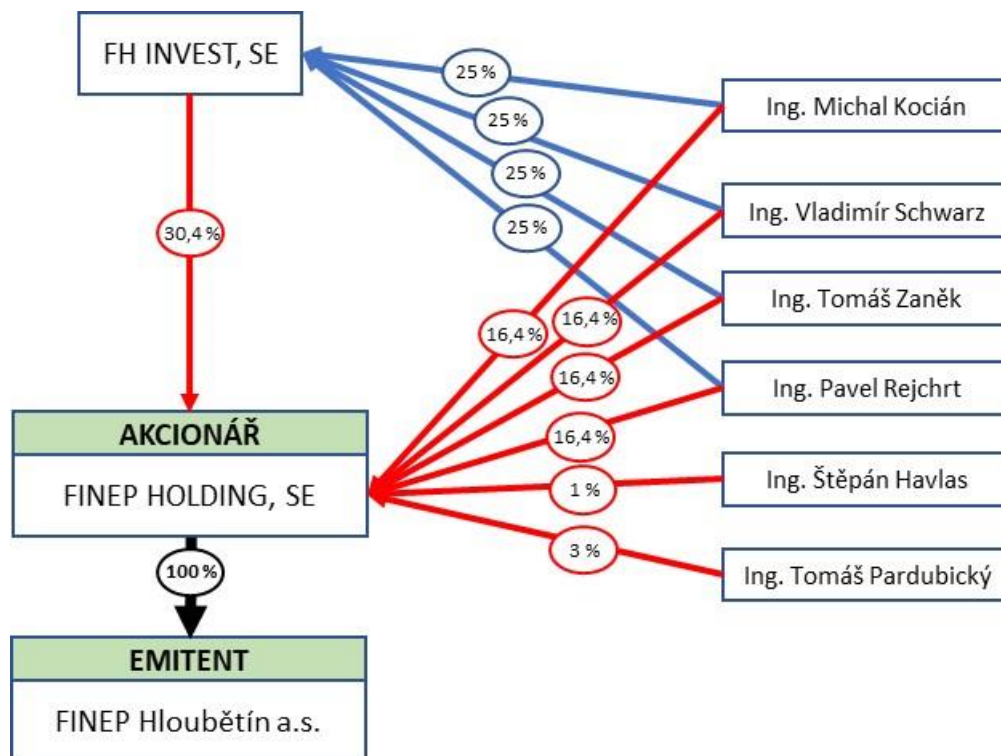 FH INVEST, SE
25 %
Ing. Michal Kocián
25 %
25 %
Ing. Vladimír Schwarz
25 %
30,4 %
Ing. Tomáš Zaněk
16,4 %
16,4 %
16,4 %
Ing. Pavel Rejchrt
AKCIONÁŘ
16,4 %
FINEP HOLDING, SE
1 %
Ing. Štěpán Havlas
3 %
100 %
Ing. Tomáš Pardubický
EMITENT
FINEP Hloubětín a.s.